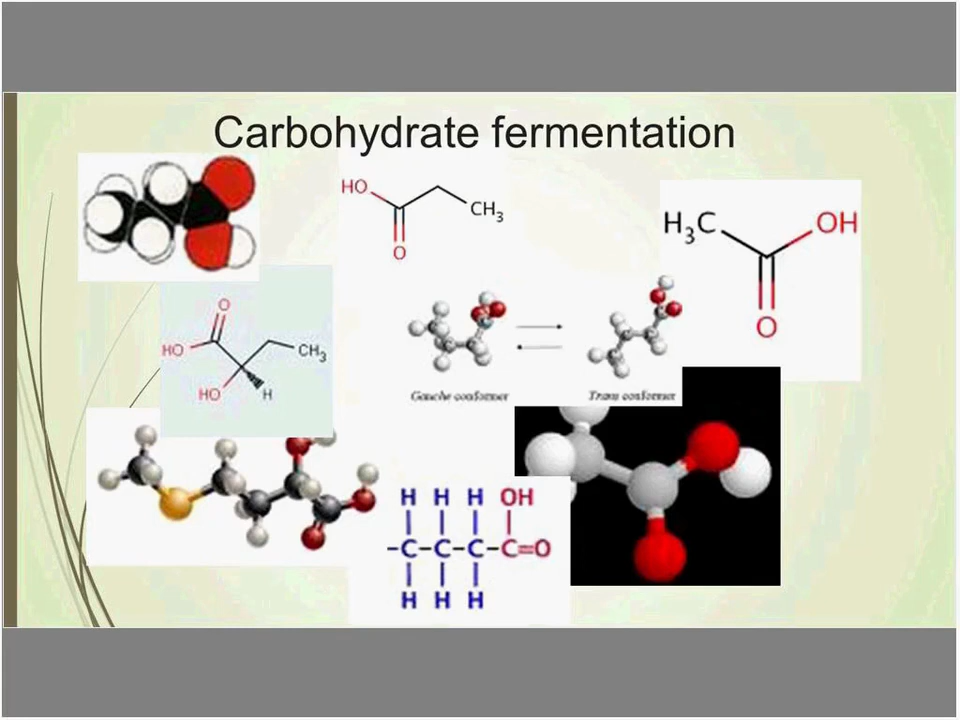 Carbohydrate fermentation
HO
CH3
O
H3C
OH
O
O
HO
CH3
HO
H
Gauche conformer
Trans conformer
H H H OH
-C-C-C-C=O
H H H